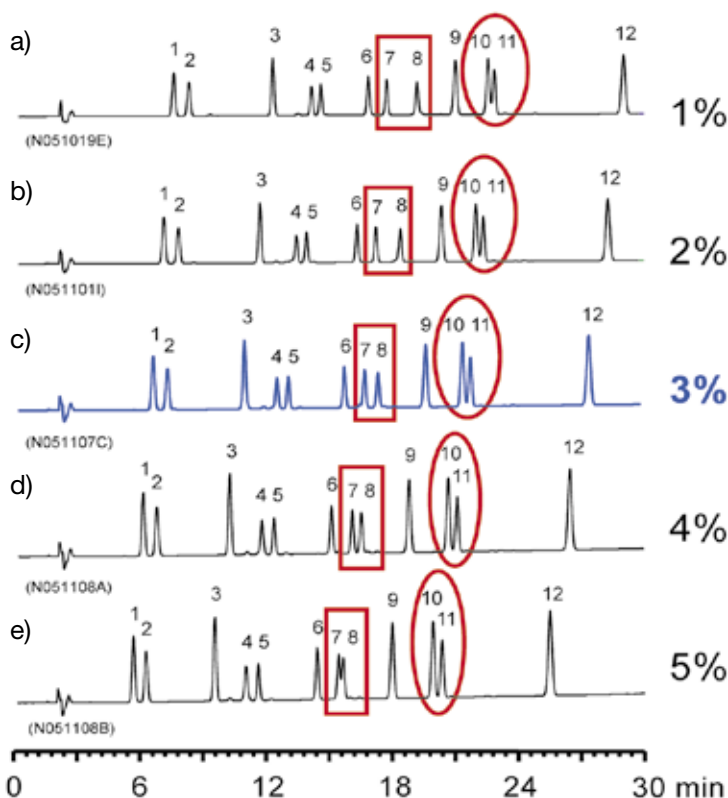 a)
1 2 3 4 5 6 7 8 9 10 11 12
1%
(N051019E)
b)
1 2 3 4 5 6 7 8 9 10 11 12
2%
(N051101I)
c)
1 2 3 4 5 6 7 8 9 10 11 12
3%
(N051107C)
d)
1 2 3 4 5 6 7 8 9 10 11 12
4%
(N051108A)
e)
1 2 3 4 5 6 7 8 9 10 11 12
5%
(N051108B)
0 6 12 18 24 min 30